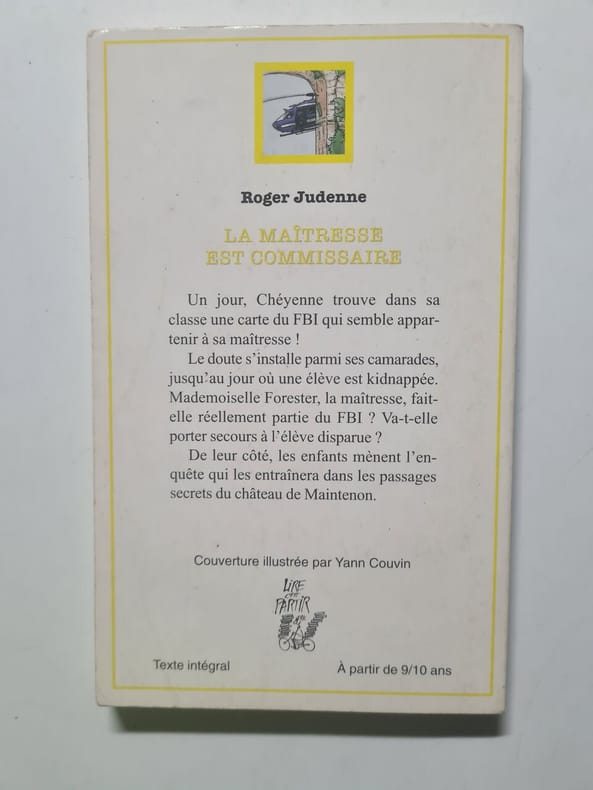 Roger Judenne
LA MAÎTRESSE
EST COMMISSAIRE
Un jour, Chéyenne trouve dans sa
classe une carte du FBI qui semble appar-
tenir à sa maîtresse !
Le doute s'installe parmi ses camarades,
jusqu'au jour où une élève est kidnappée.
Mademoiselle Forester, la maîtresse, fait-
elle réellement partie du FBI ? Va-t-elle
porter secours à l'élève disparue ?
De leur côté, les enfants mènent l'en-
quête qui les entraînera dans les passages
secrets du château de Maintenon.
Couverture illustrée par Yann Couvin
LIRE
C'EST
PARTIR
Texte intégral
À partir de 9/10 ans